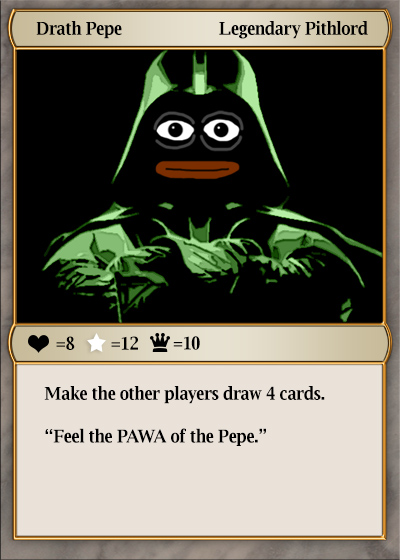 Drath Pepe Legendary Pithlord
=8 =12 =10
Make the other players draw 4 cards.
“Feel the PAWA of the Pepe.”